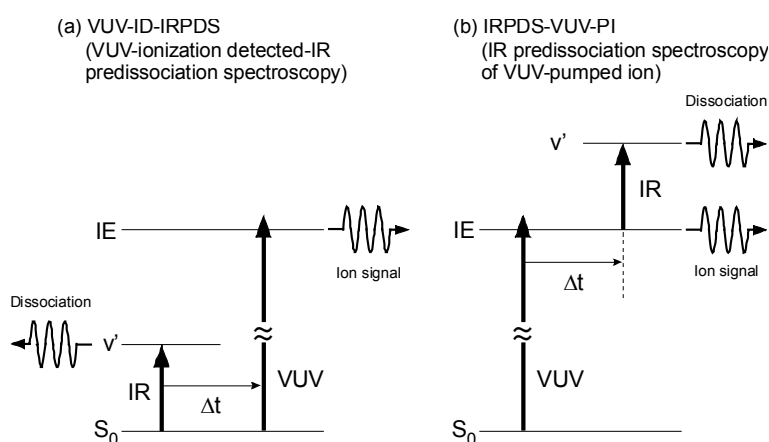 (a) VUV-ID-IRPDS
(VUV-ionization detected-IR
predissociation spectroscopy)
IE
Ion signal
Dissociation
v'
IR
Δt
VUV
S₀
(b) IRPDS-VUV-PI
(IR predissociation spectroscopy
of VUV-pumped ion)
Dissociation
v'
IR
IE
Δt
Ion signal
VUV
S₀